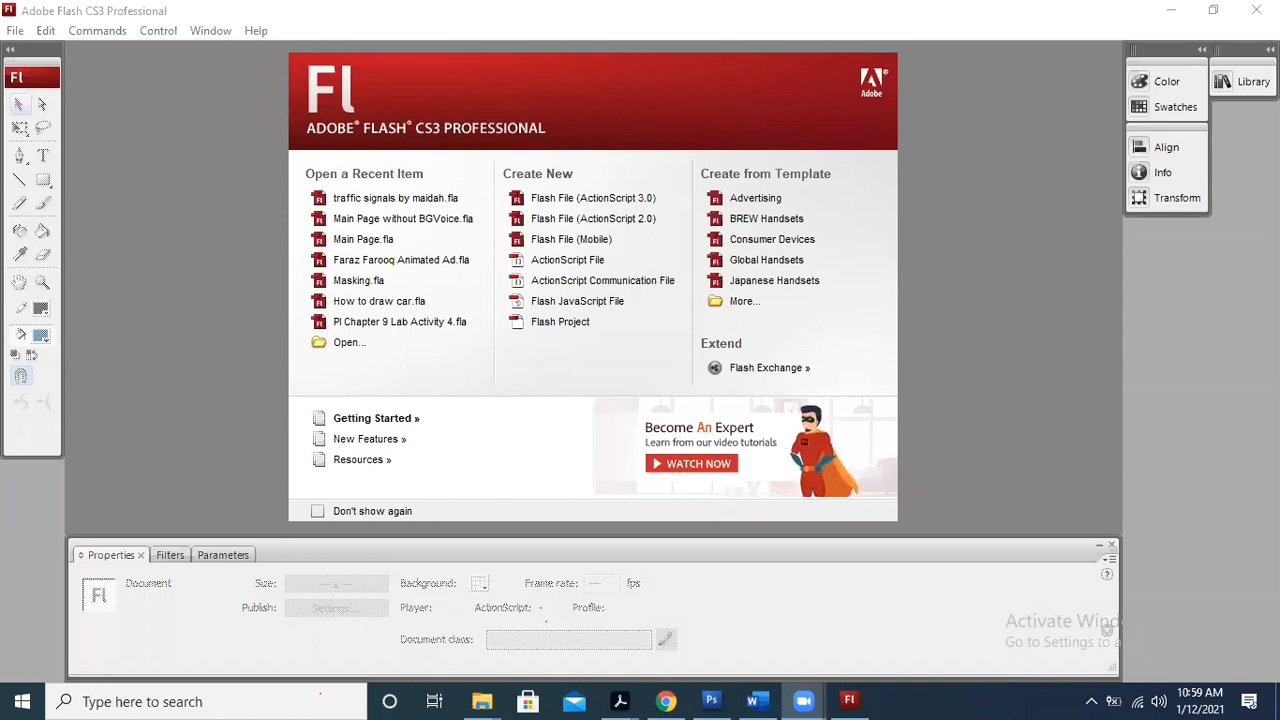 Fl Adobe Flash CS3 Professional
File Edit Commands Control Window Help
Fl
Fl
Adobe
ADOBE® FLASH® CS3 PROFESSIONAL
Open a Recent Item
traffic signals by maidah.fla
Main Page without BGVoice.fla
Main Page.fla
Faraz Farooq Animated Ad.fla
Masking.fla
How to draw car.fla
Pl Chapter 9 Lab Activity 4.fla
Open...
Create New
Flash File (ActionScript 3.0)
Flash File (ActionScript 2.0)
Flash File (Mobile)
ActionScript File
ActionScript Communication File
Flash JavaScript File
Flash Project
Create from Template
Advertising
BREW Handsets
Consumer Devices
Global Handsets
Japanese Handsets
More...
Extend
Flash Exchange »
Getting Started »
New Features »
Resources »
Become An Expert
Learn from our video tutorials
WATCH NOW
Don't show again
Color
Swatches
Align
Info
Transform
Library
Properties × Filters Parameters
Fl Document Size: Background: Frame rate: fps
Publish: Settings... Player: ActionScript: Profile:
Document class:
Activate Wind
Go to Settings to a
Type here to search
Ps
W
Fl
10:59 AM
1/12/2021